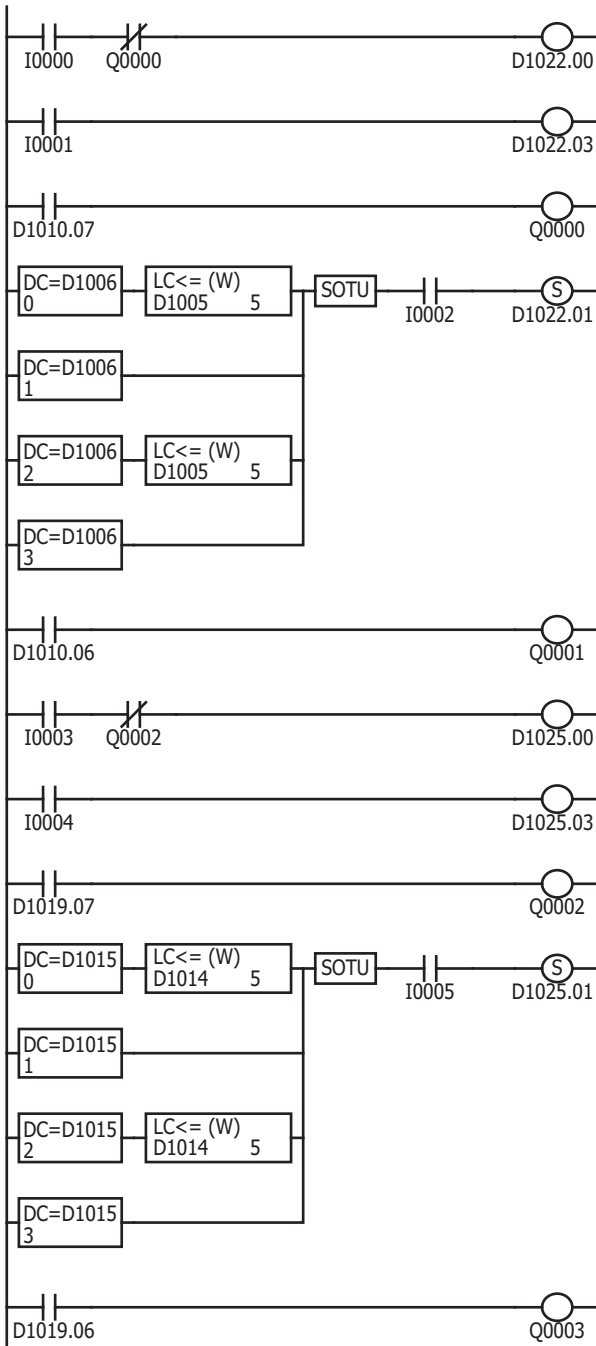 I0000 Q0000 D1022.00
I0001 D1022.03
D1010.07 Q0000
DC=D1006 LC<= (W) SOTU S
0 D1005 5 I0002 D1022.01
DC=D1006
1
DC=D1006 LC<= (W)
2 D1005 5
DC=D1006
3
D1010.06 Q0001
I0003 Q0002 D1025.00
I0004 D1025.03
D1019.07 Q0002
DC=D1015 LC<= (W) SOTU S
0 D1014 5 I0005 D1025.01
DC=D1015
1
DC=D1015 LC<= (W)
2 D1014 5
DC=D1015
3
D1019.06 Q0003